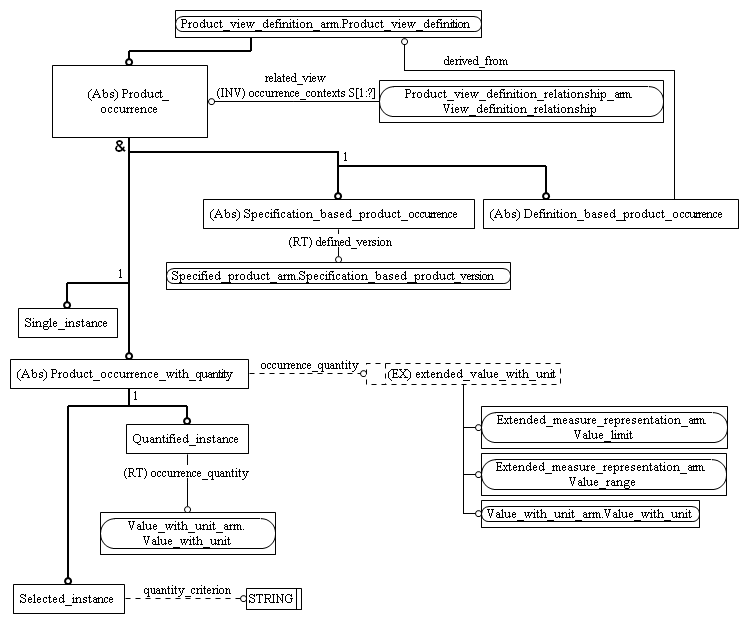 Product_view_definition_arm.Product_view_definition
derived_from
(Abs) Product_
occurrence
related_view
(INV) occurrence_contexts S[1:?]
Product_view_definition_relationship_arm.
View_definition_relationship
&
1
(Abs) Specification_based_product_occurrence
(Abs) Definition_based_product_occurrence
(RT) defined_version
Specified_product_arm.Specification_based_product_version
1
Single_instance
(Abs) Product_occurrence_with_quantity
occurrence_quantity
(EX) extended_value_with_unit
1
Quantified_instance
Extended_measure_representation_arm.
Value_limit
(RT) occurrence_quantity
Extended_measure_representation_arm.
Value_range
Value_with_unit_arm.
Value_with_unit
Value_with_unit_arm.Value_with_unit
Selected_instance
quantity_criterion
STRING